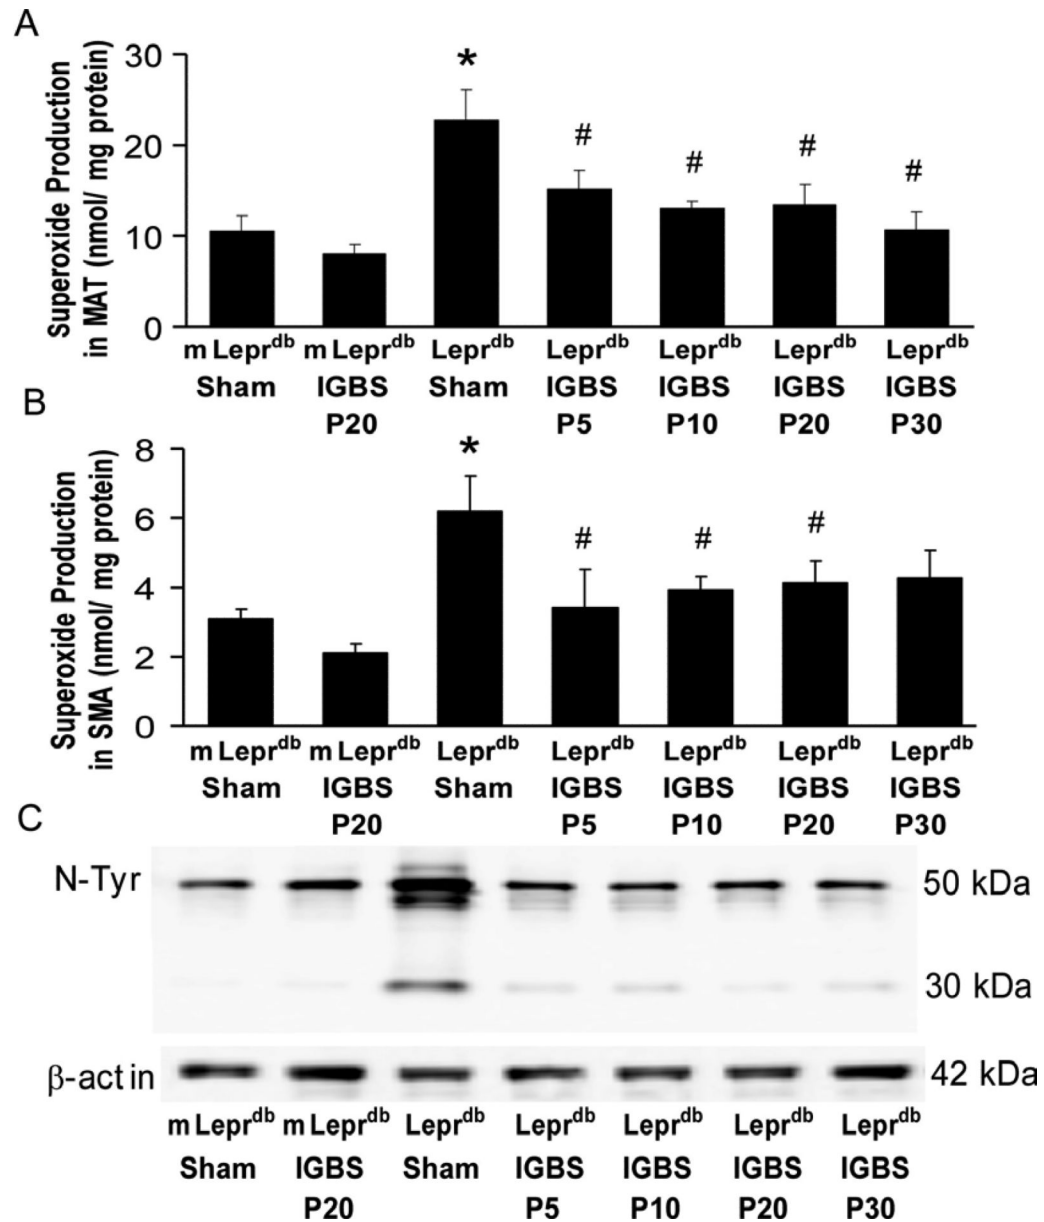 A
Superoxide Production
in MAT (nmol/ mg protein)
30
20
10
0
*
#
#
#
#
m Lepr^db m Lepr^db Lepr^db Lepr^db Lepr^db Lepr^db Lepr^db
Sham IGBS Sham IGBS IGBS IGBS IGBS
P20 P5 P10 P20 P30
B
Superoxide Production
in SMA (nmol/ mg protein)
8
6
4
2
0
*
#
#
#
m Lepr^db m Lepr^db Lepr^db Lepr^db Lepr^db Lepr^db Lepr^db
Sham IGBS Sham IGBS IGBS IGBS IGBS
P20 P5 P10 P20 P30
C
N-Tyr 50 kDa
30 kDa
β-actin 42 kDa
m Lepr^db m Lepr^db Lepr^db Lepr^db Lepr^db Lepr^db Lepr^db
Sham IGBS Sham IGBS IGBS IGBS IGBS
P20 P5 P10 P20 P30